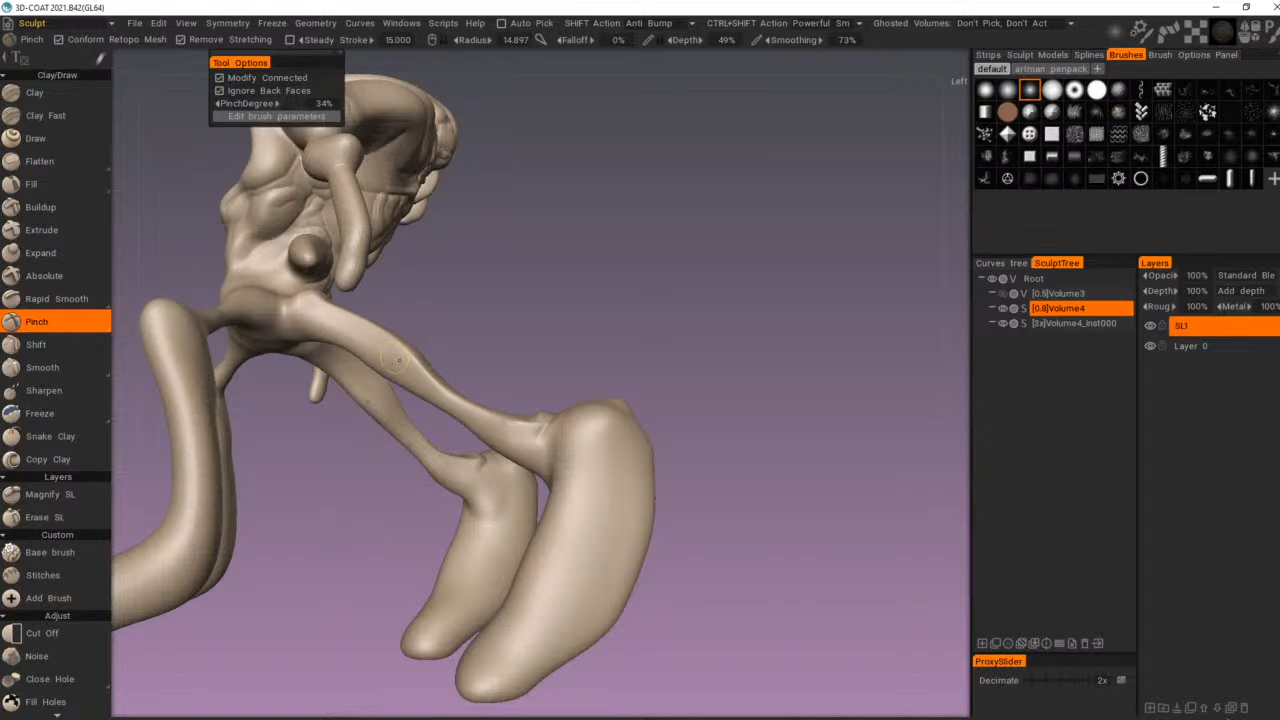 3D-COAT 2021.B42(GL64)
Sculpt File Edit View Symmetry Freeze Geometry Curves Windows Scripts Help Auto Pick SHIFT Action Anti Bump CTRL+SHIFT Action Powerful Sm Ghosted Volumes: Don't Pick, Don't Act
Pinch Conform Retopo Mesh Remove Stretching Steady Stroke 15.000 Radius 14.897 Falloff 0% Depth 49% Smoothing 73%
Tool Options
Modify Connected
Ignore Back Faces
PinchDegree 34%
Edit brush parameters
Left
Clay/Draw
Clay
Clay Fast
Draw
Flatten
Fill
Buildup
Extrude
Expand
Absolute
Rapid Smooth
Pinch
Shift
Smooth
Sharpen
Freeze
Snake Clay
Copy Clay
Layers
Magnify SL
Erase SL
Custom
Base brush
Stitches
Add Brush
Adjust
Cut Off
Noise
Close Hole
Fill Holes
Strips Sculpt Models Splines Brushes Brush Options Panel
default artman penpack +
Curves tree SculptTree
V Root
V [0.5]Volume3
S [0.8]Volume4
S [3x]Volume4_Inst000
ProxySlider
Decimate 2x
Layers
Opaci 100% Standard Ble
Depth 100% Add depth
Roug 100% Metal 100%
SL1
Layer 0